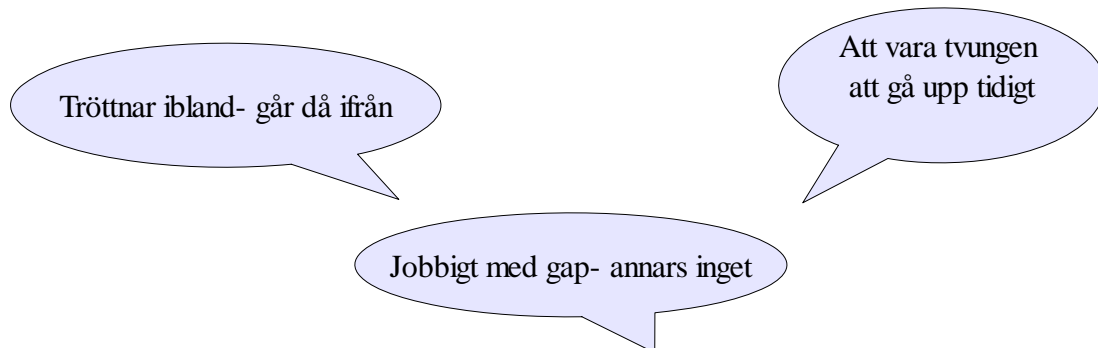 Att vara tvungen
att gå upp tidigt
Tröttnar ibland- går då ifrån
Jobbigt med gap- annars inget